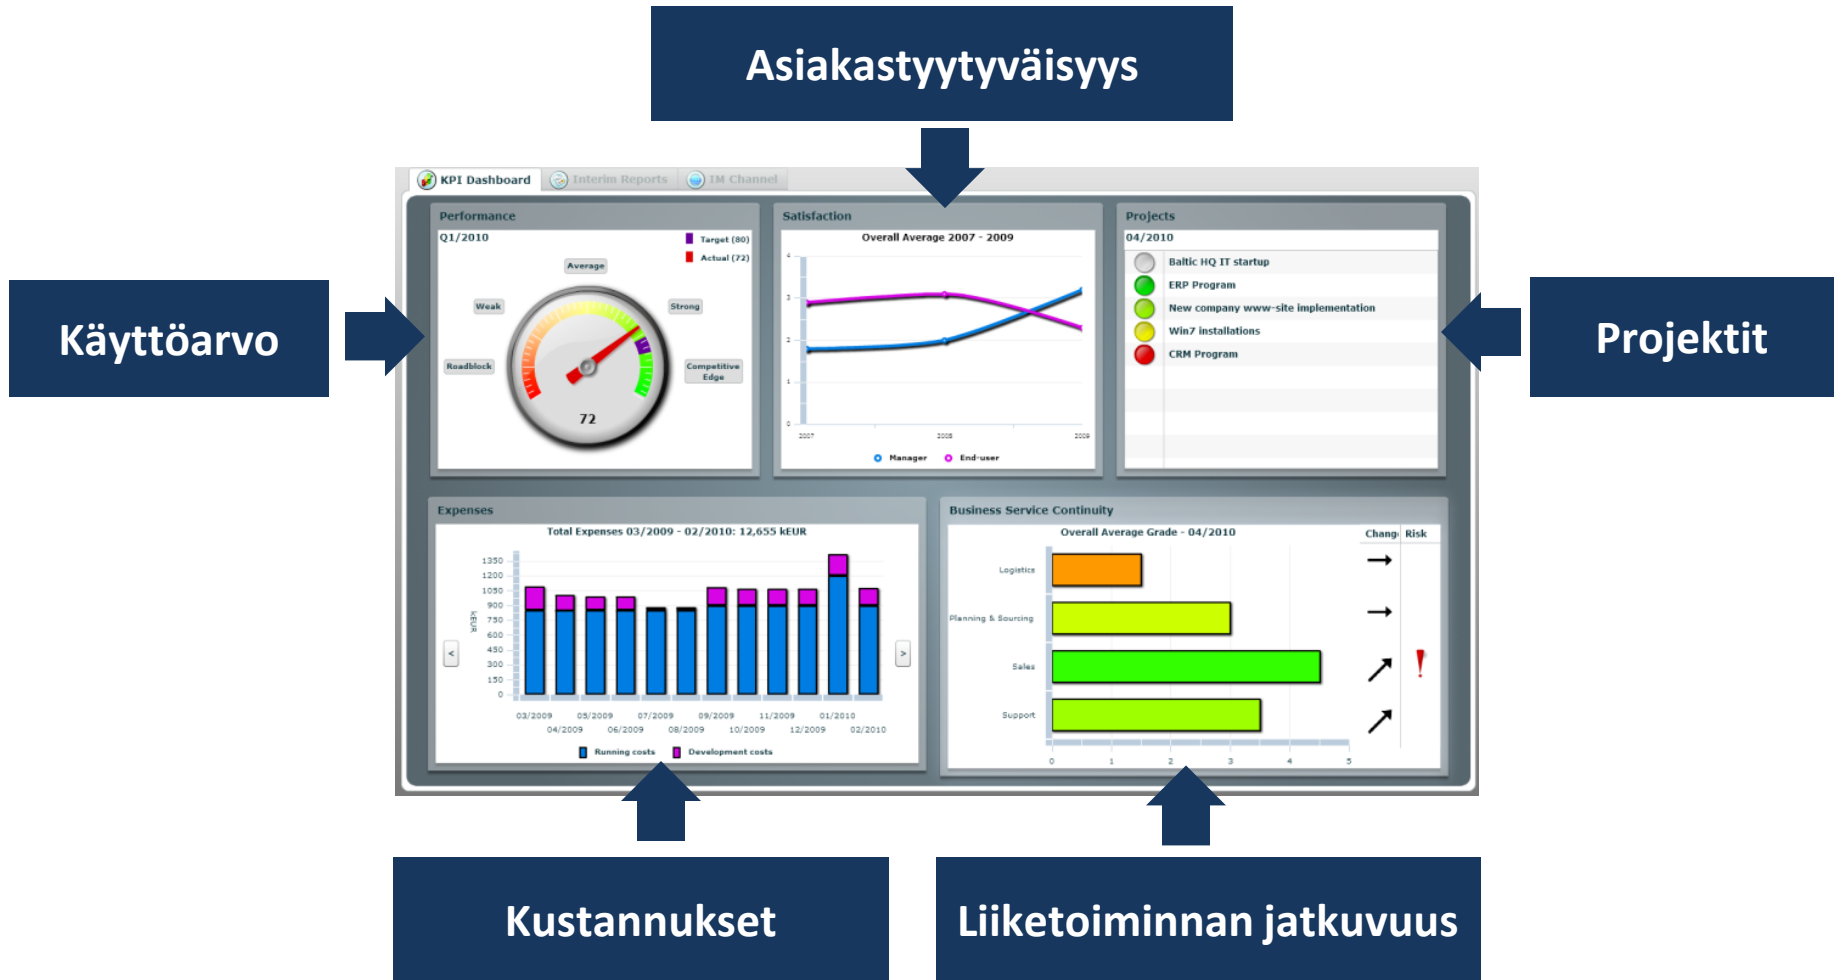 Asiakastyytyväisyys
KPI Dashboard
Interim Reports
IM Channel
Käyttöarvo
Performance
Q1/2010
Target (80)
Actual (72)
Average
Weak
Strong
Roadblock
Competitive
Edge
72
Satisfaction
Overall Average 2007 - 2009
4
3
2
1
0
2007 2008 2009
Manager End-user
Projects
04/2010
Baltic HQ IT startup
ERP Program
New company www-site implementation
Win7 installations
CRM Program
Projektit
Expenses
Total Expenses 03/2009 - 02/2010: 12,655 kEUR
kEUR
1350
1200
1050
900
750
600
450
300
150
0
<
>
03/2009 05/2009 07/2009 09/2009 11/2009 01/2010
04/2009 06/2009 08/2009 10/2009 12/2009 02/2010
Running costs Development costs
Business Service Continuity
Overall Average Grade - 04/2010
Chang Risk
Logistics
Planning & Sourcing
Sales
!
Support
0 1 2 3 4 5
Kustannukset
Liiketoiminnan jatkuvuus